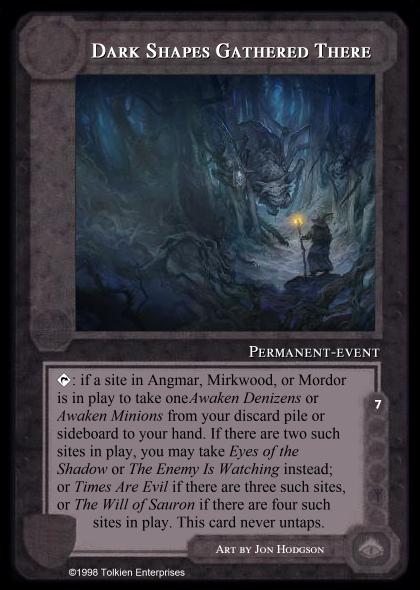 DARK SHAPES GATHERED THERE
PERMANENT-EVENT
: if a site in Angmar, Mirkwood, or Mordor
is in play to take oneAwaken Denizens or
Awaken Minions from your discard pile or
sideboard to your hand. If there are two such
sites in play, you may take Eyes of the
Shadow or The Enemy Is Watching instead;
or Times Are Evil if there are three such sites,
or The Will of Sauron if there are four such
sites in play. This card never untaps.
7
ART BY JON HODGSON
©1998 Tolkien Enterprises